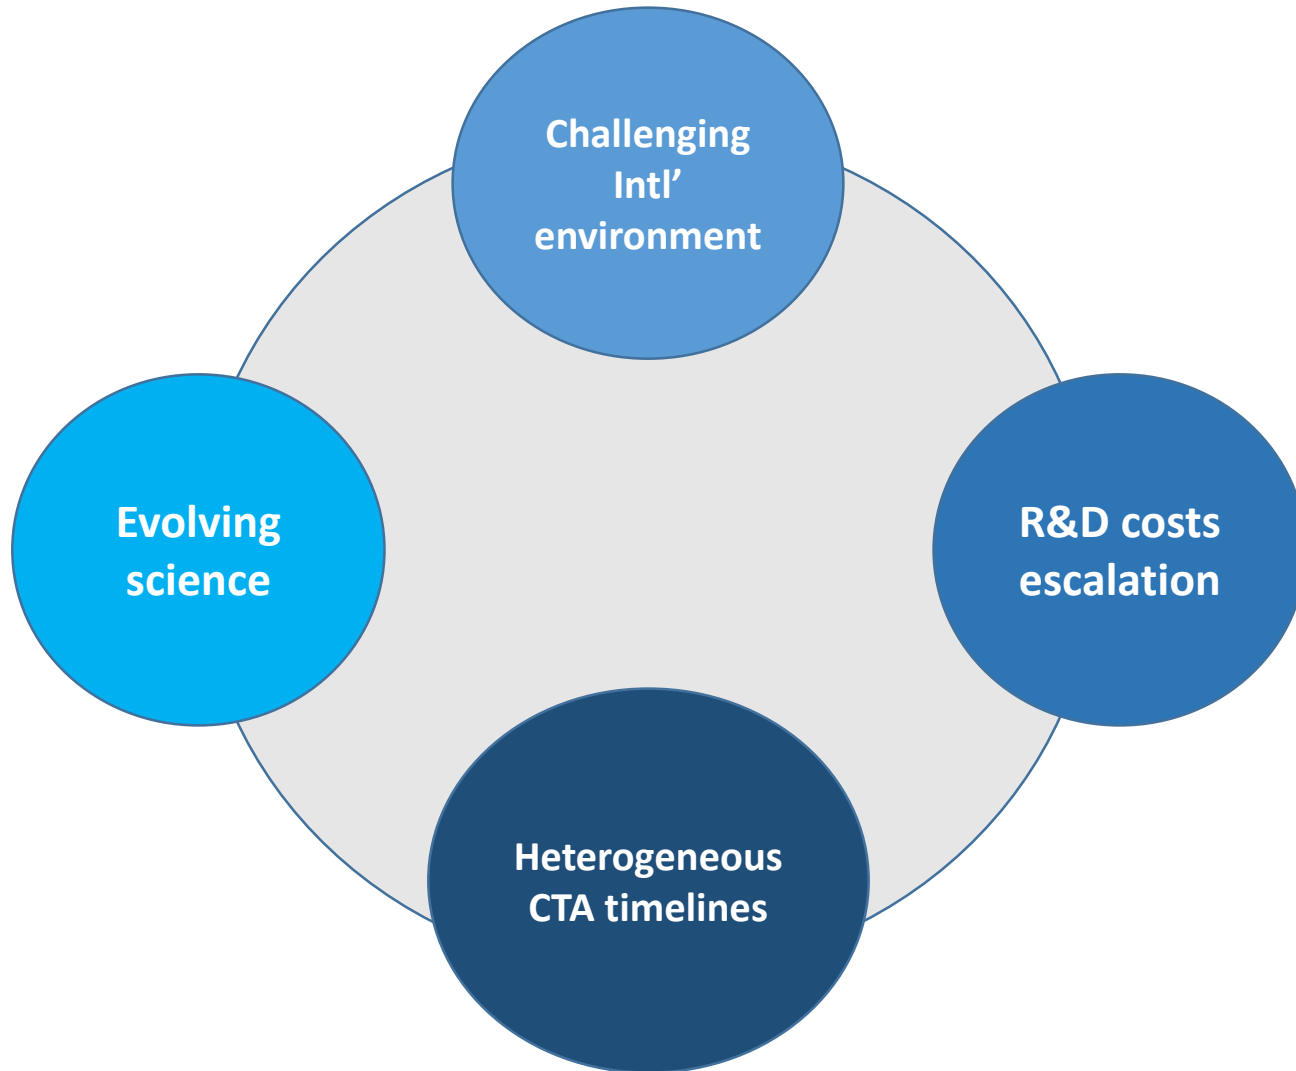 Challenging
Intl’
environment
Evolving
science
R&D costs
escalation
Heterogeneous
CTA timelines